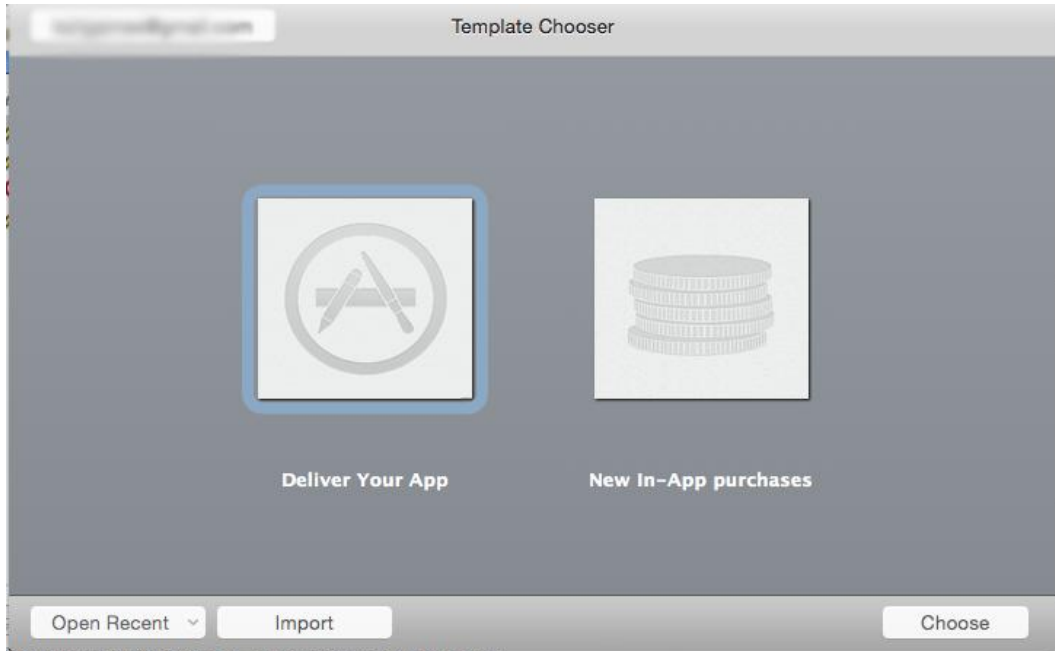 Template Chooser
Deliver Your App
New In-App purchases
Open Recent
Import
Choose